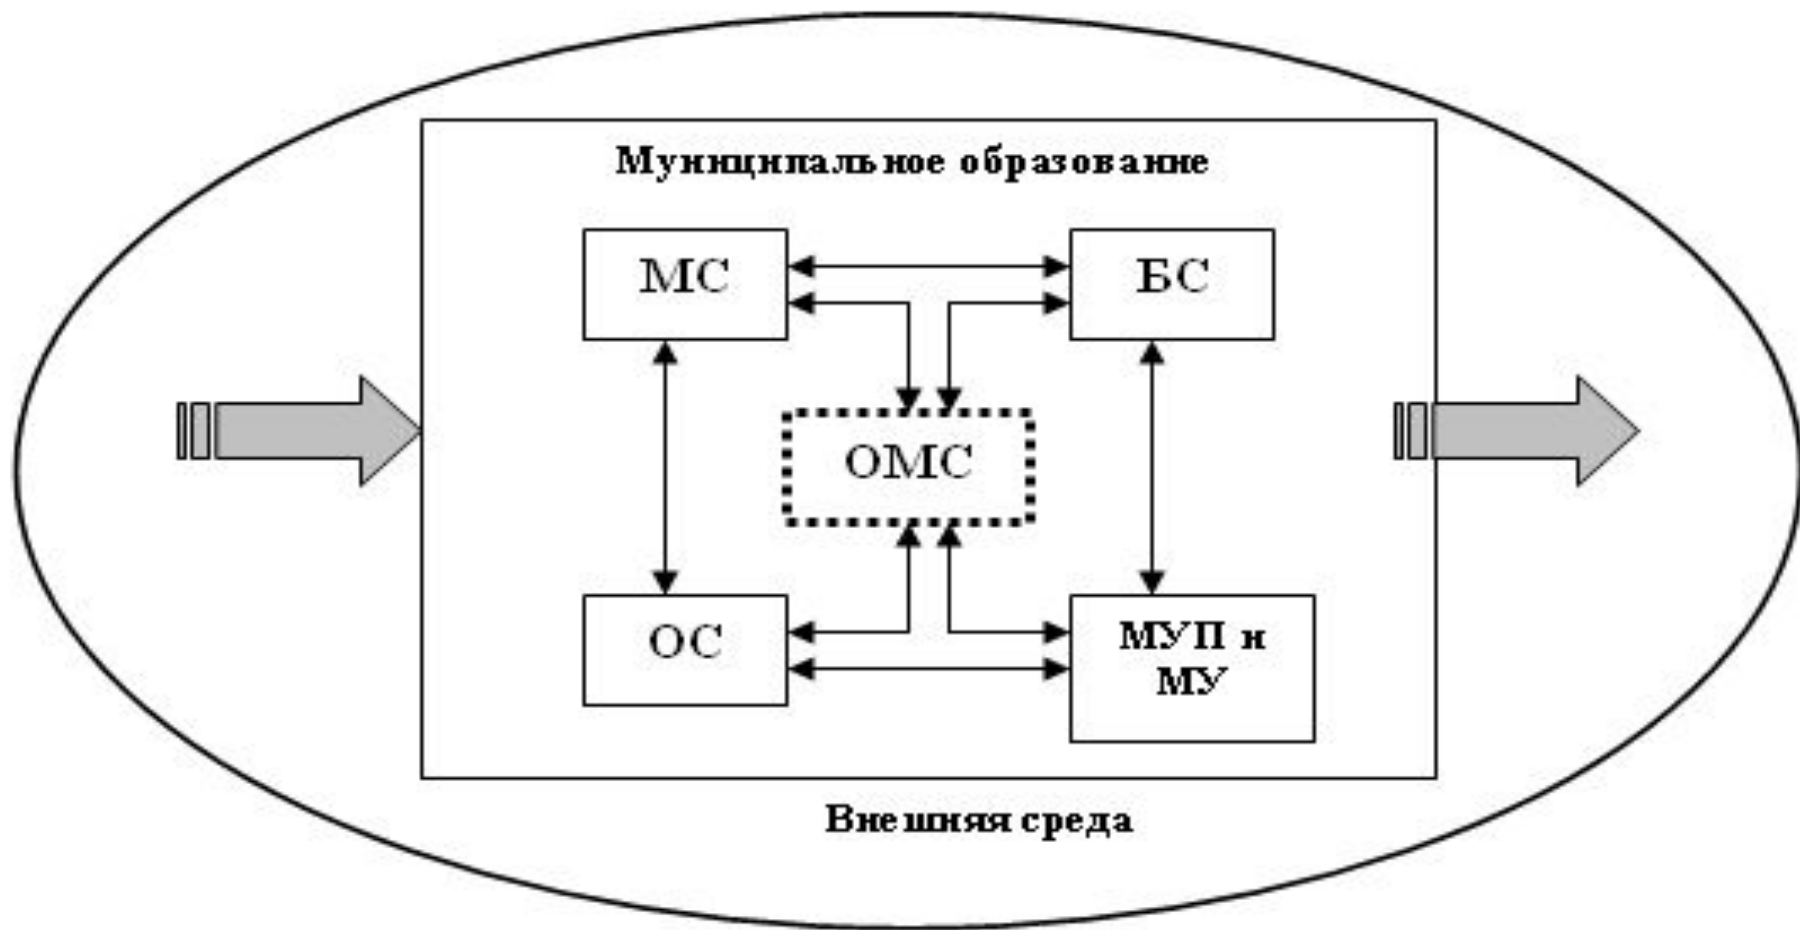 Муниципальное образование
МС
БС
ОМС
ОС
МУП и
МУ
Внешняя среда